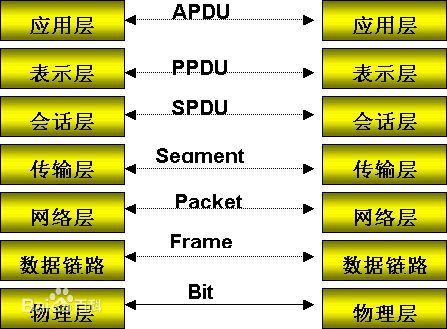 应用层 APDU 应用层
表示层 PPDU 表示层
会话层 SPDU 会话层
传输层 Segment 传输层
网络层 Packet 网络层
数据链路 Frame 数据链路
物理层 Bit 物理层
Bai 百科